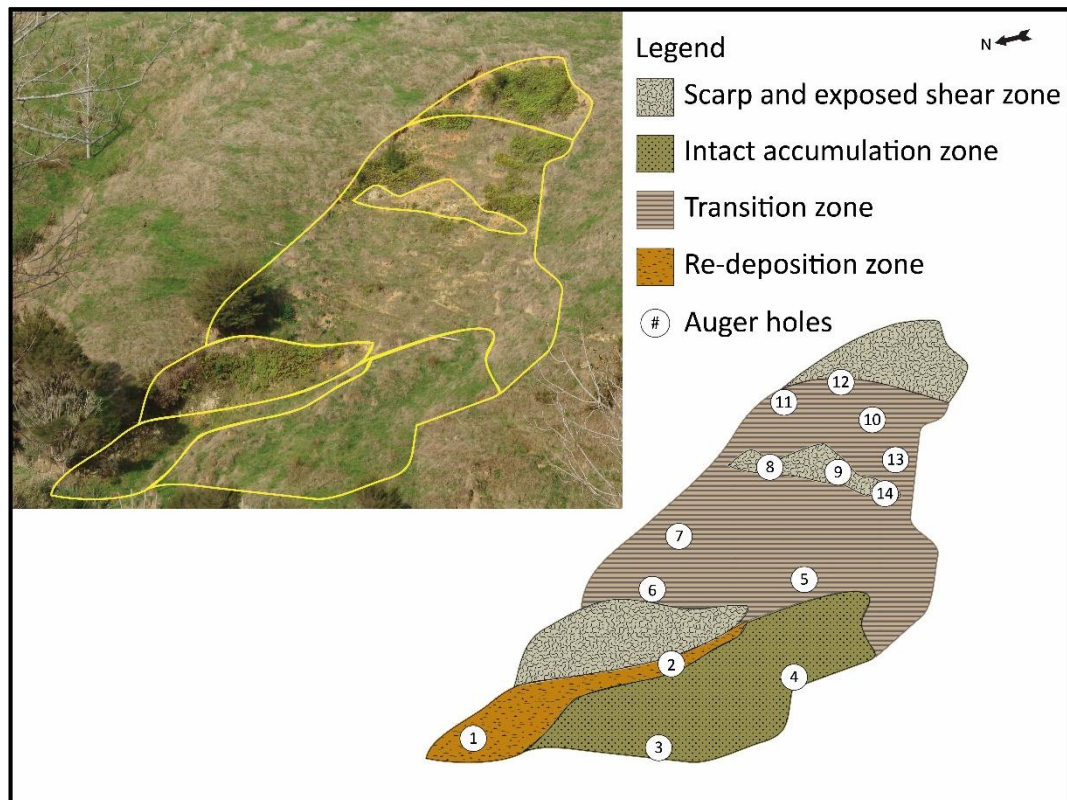 Legend
N
Scarp and exposed shear zone
Intact accumulation zone
Transition zone
Re-deposition zone
# Auger holes
12
11
10
13
8
9
14
7
5
6
2
4
1
3